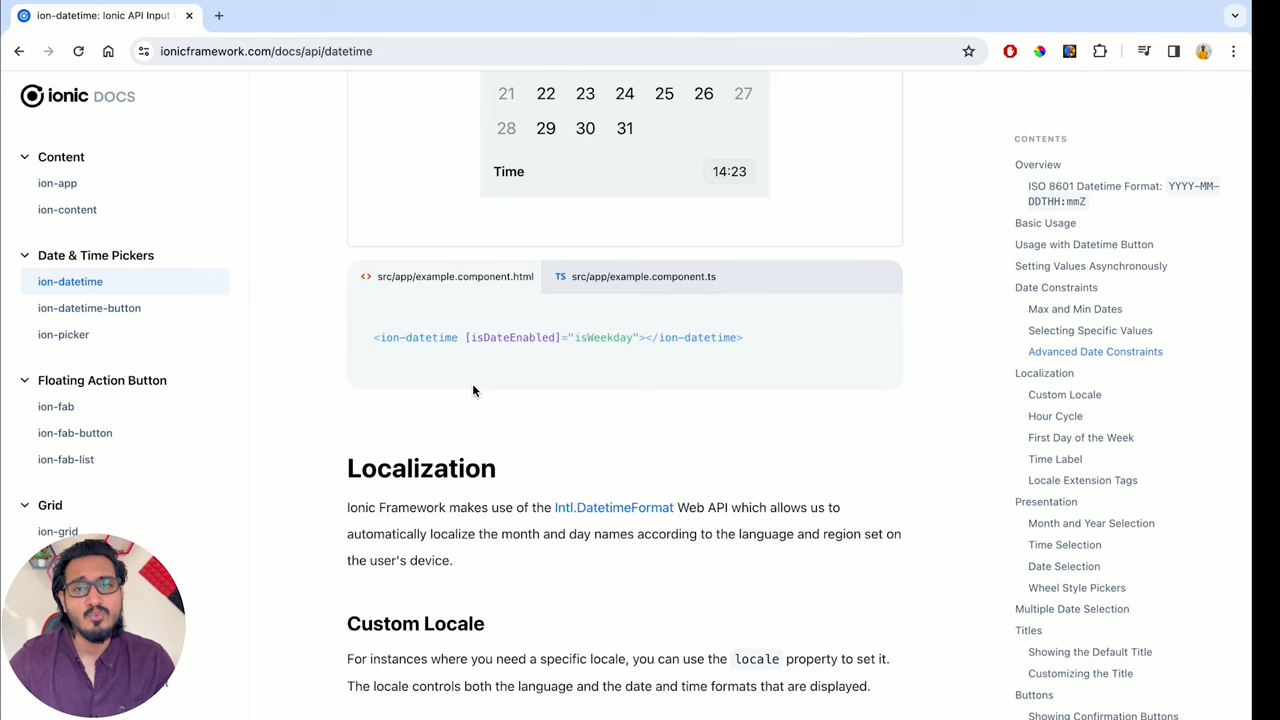 ion-datetime: Ionic API Input
ionicframework.com/docs/api/datetime
ionic DOCS
Content
ion-app
ion-content
Date & Time Pickers
ion-datetime
ion-datetime-button
ion-picker
Floating Action Button
ion-fab
ion-fab-button
ion-fab-list
Grid
ion-grid
21 22 23 24 25 26 27
28 29 30 31
Time 14:23
src/app/example.component.html src/app/example.component.ts
<ion-datetime [isDateEnabled]="isWeekday"></ion-datetime>
Localization
Ionic Framework makes use of the Intl.DatetimeFormat Web API which allows us to
automatically localize the month and day names according to the language and region set on
the user's device.
Custom Locale
For instances where you need a specific locale, you can use the locale property to set it.
The locale controls both the language and the date and time formats that are displayed.
CONTENTS
Overview
ISO 8601 Datetime Format: YYYY-MM-
DDTHH:mmZ
Basic Usage
Usage with Datetime Button
Setting Values Asynchronously
Date Constraints
Max and Min Dates
Selecting Specific Values
Advanced Date Constraints
Localization
Custom Locale
Hour Cycle
First Day of the Week
Time Label
Locale Extension Tags
Presentation
Month and Year Selection
Time Selection
Date Selection
Wheel Style Pickers
Multiple Date Selection
Titles
Showing the Default Title
Customizing the Title
Buttons
Showing Confirmation Buttons